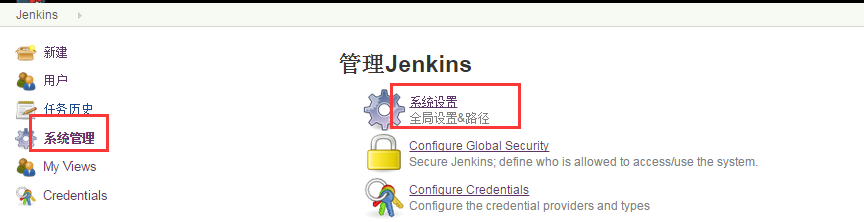 Jenkins
新建
用户
任务历史
系统管理
My Views
Credentials
管理Jenkins
系统设置
全局设置&路径
Configure Global Security
Secure Jenkins; define who is allowed to access/use the system.
Configure Credentials
Configure the credential providers and types